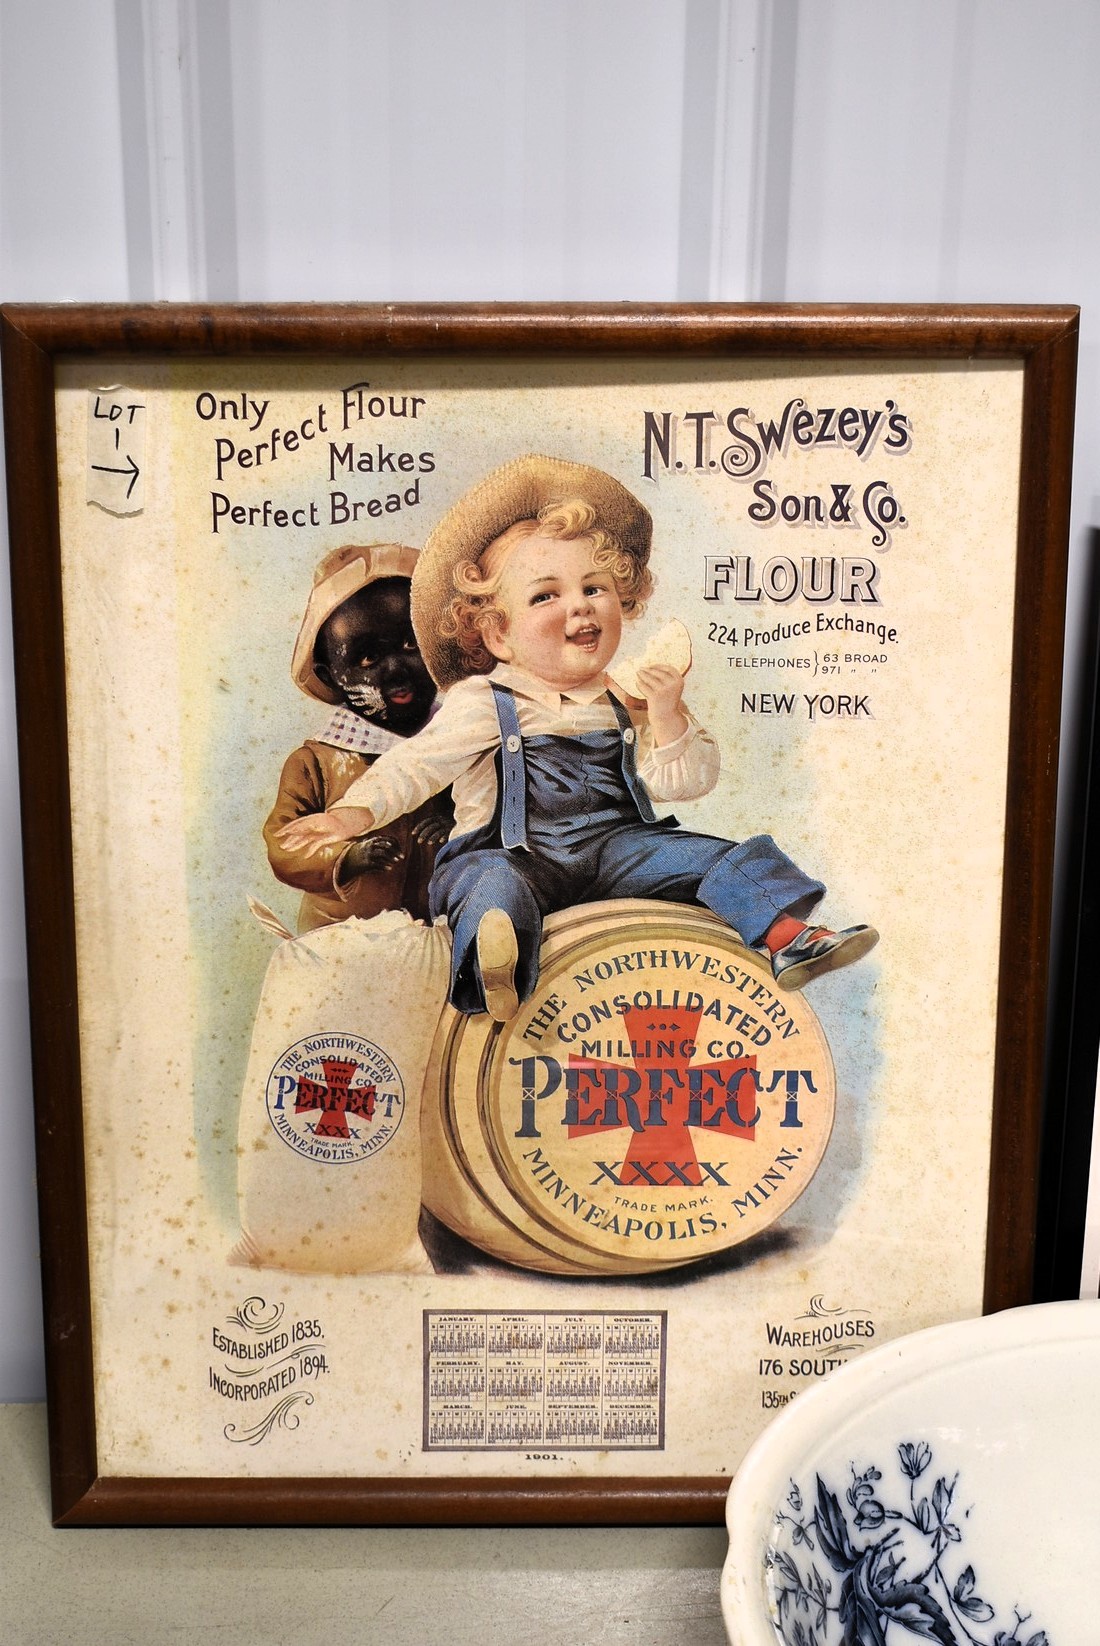 LOT
1
Only
Perfect Flour
Makes
Perfect Bread
N.T. Swezey's
Son & Co.
FLOUR
224 Produce Exchange.
TELEPHONES } 63 BROAD
971 " "
NEW YORK
THE NORTHWESTERN
CONSOLIDATED
MILLING CO.
PERFECT
XXXX
TRADE MARK.
MINNEAPOLIS, MINN.
THE NORTHWESTERN
CONSOLIDATED
MILLING CO.
PERFECT
XXXX
TRADE MARK.
MINNEAPOLIS, MINN.
ESTABLISHED 1835.
INCORPORATED 1894.
JANUARY. APRIL. JULY. OCTOBER.
FEBRUARY. MAY. AUGUST. NOVEMBER.
MARCH. JUNE. SEPTEMBER. DECEMBER.
1901.
WAREHOUSES
176 SOUTH
135TH